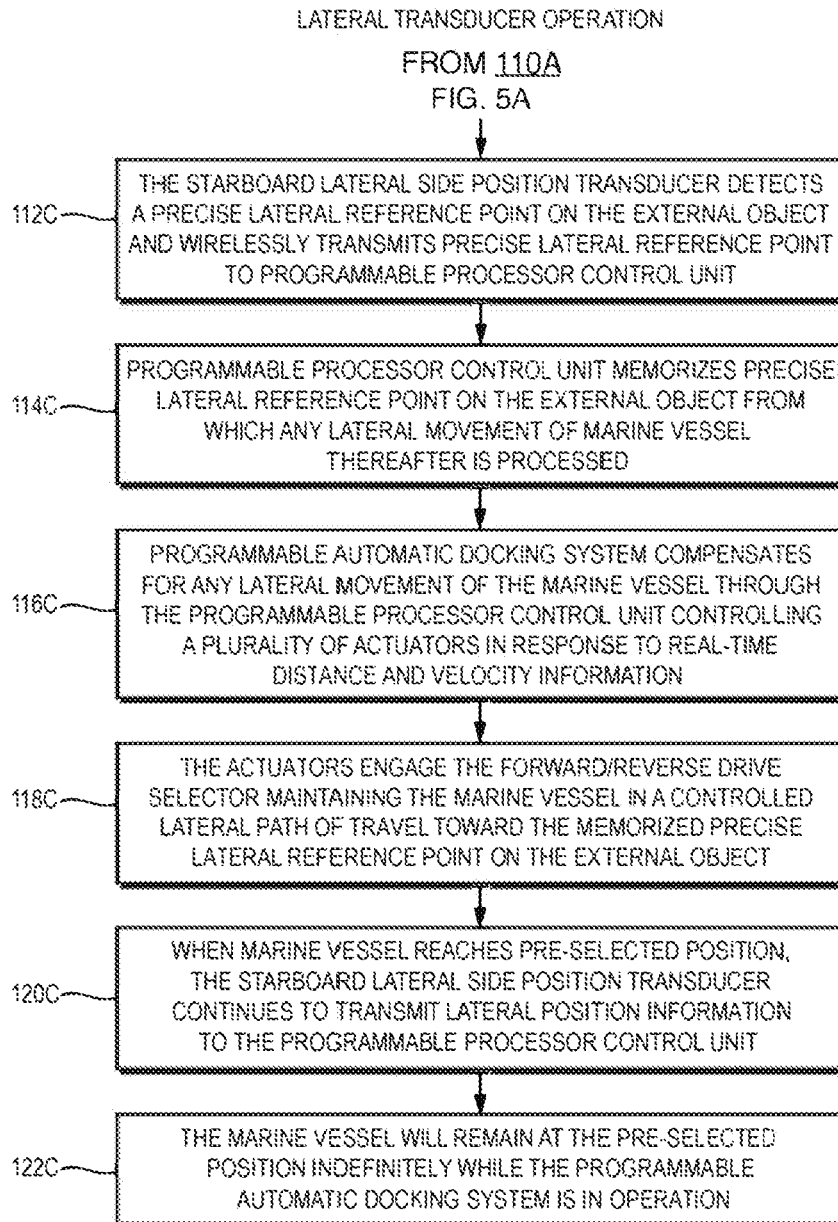 LATERAL TRANSDUCER OPERATION
FROM 110A
FIG. 5A
112C
THE STARBOARD LATERAL SIDE POSITION TRANSDUCER DETECTS
A PRECISE LATERAL REFERENCE POINT ON THE EXTERNAL OBJECT
AND WIRELESSLY TRANSMITS PRECISE LATERAL REFERENCE POINT
TO PROGRAMMABLE PROCESSOR CONTROL UNIT
114C
PROGRAMMABLE PROCESSOR CONTROL UNIT MEMORIZES PRECISE
LATERAL REFERENCE POINT ON THE EXTERNAL OBJECT FROM
WHICH ANY LATERAL MOVEMENT OF MARINE VESSEL
THEREAFTER IS PROCESSED
116C
PROGRAMMABLE AUTOMATIC DOCKING SYSTEM COMPENSATES
FOR ANY LATERAL MOVEMENT OF THE MARINE VESSEL THROUGH
THE PROGRAMMABLE PROCESSOR CONTROL UNIT CONTROLLING
A PLURALITY OF ACTUATORS IN RESPONSE TO REAL-TIME
DISTANCE AND VELOCITY INFORMATION
118C
THE ACTUATORS ENGAGE THE FORWARD/REVERSE DRIVE
SELECTOR MAINTAINING THE MARINE VESSEL IN A CONTROLLED
LATERAL PATH OF TRAVEL TOWARD THE MEMORIZED PRECISE
LATERAL REFERENCE POINT ON THE EXTERNAL OBJECT
120C
WHEN MARINE VESSEL REACHES PRE-SELECTED POSITION,
THE STARBOARD LATERAL SIDE POSITION TRANSDUCER
CONTINUES TO TRANSMIT LATERAL POSITION INFORMATION
TO THE PROGRAMMABLE PROCESSOR CONTROL UNIT
122C
THE MARINE VESSEL WILL REMAIN AT THE PRE-SELECTED
POSITION INDEFINITELY WHILE THE PROGRAMMABLE
AUTOMATIC DOCKING SYSTEM IS IN OPERATION